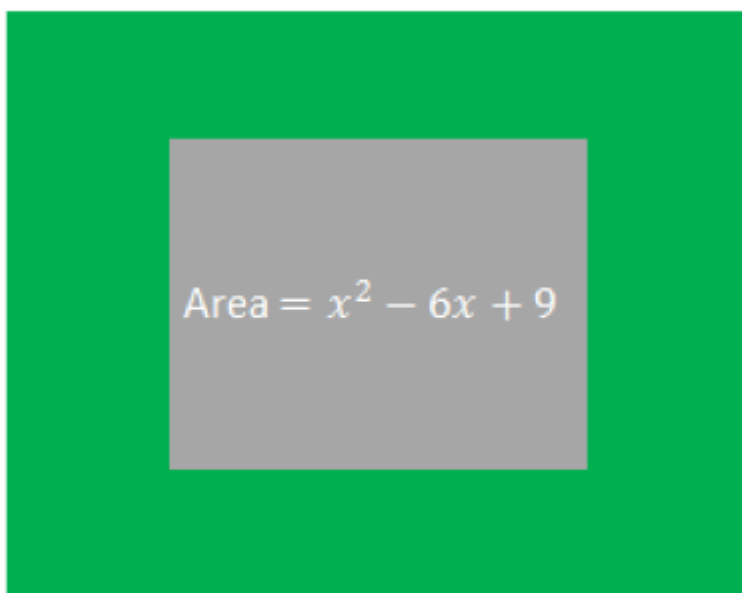 Area = x² − 6x + 9